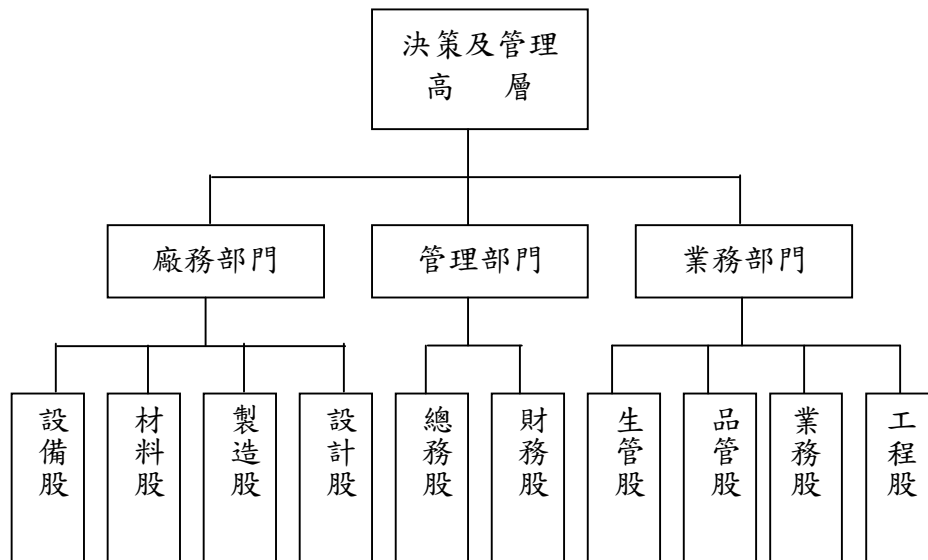 決策及管理
高 層
廠務部門
管理部門
業務部門
設備股
材料股
製造股
設計股
總務股
財務股
生管股
品管股
業務股
工程股